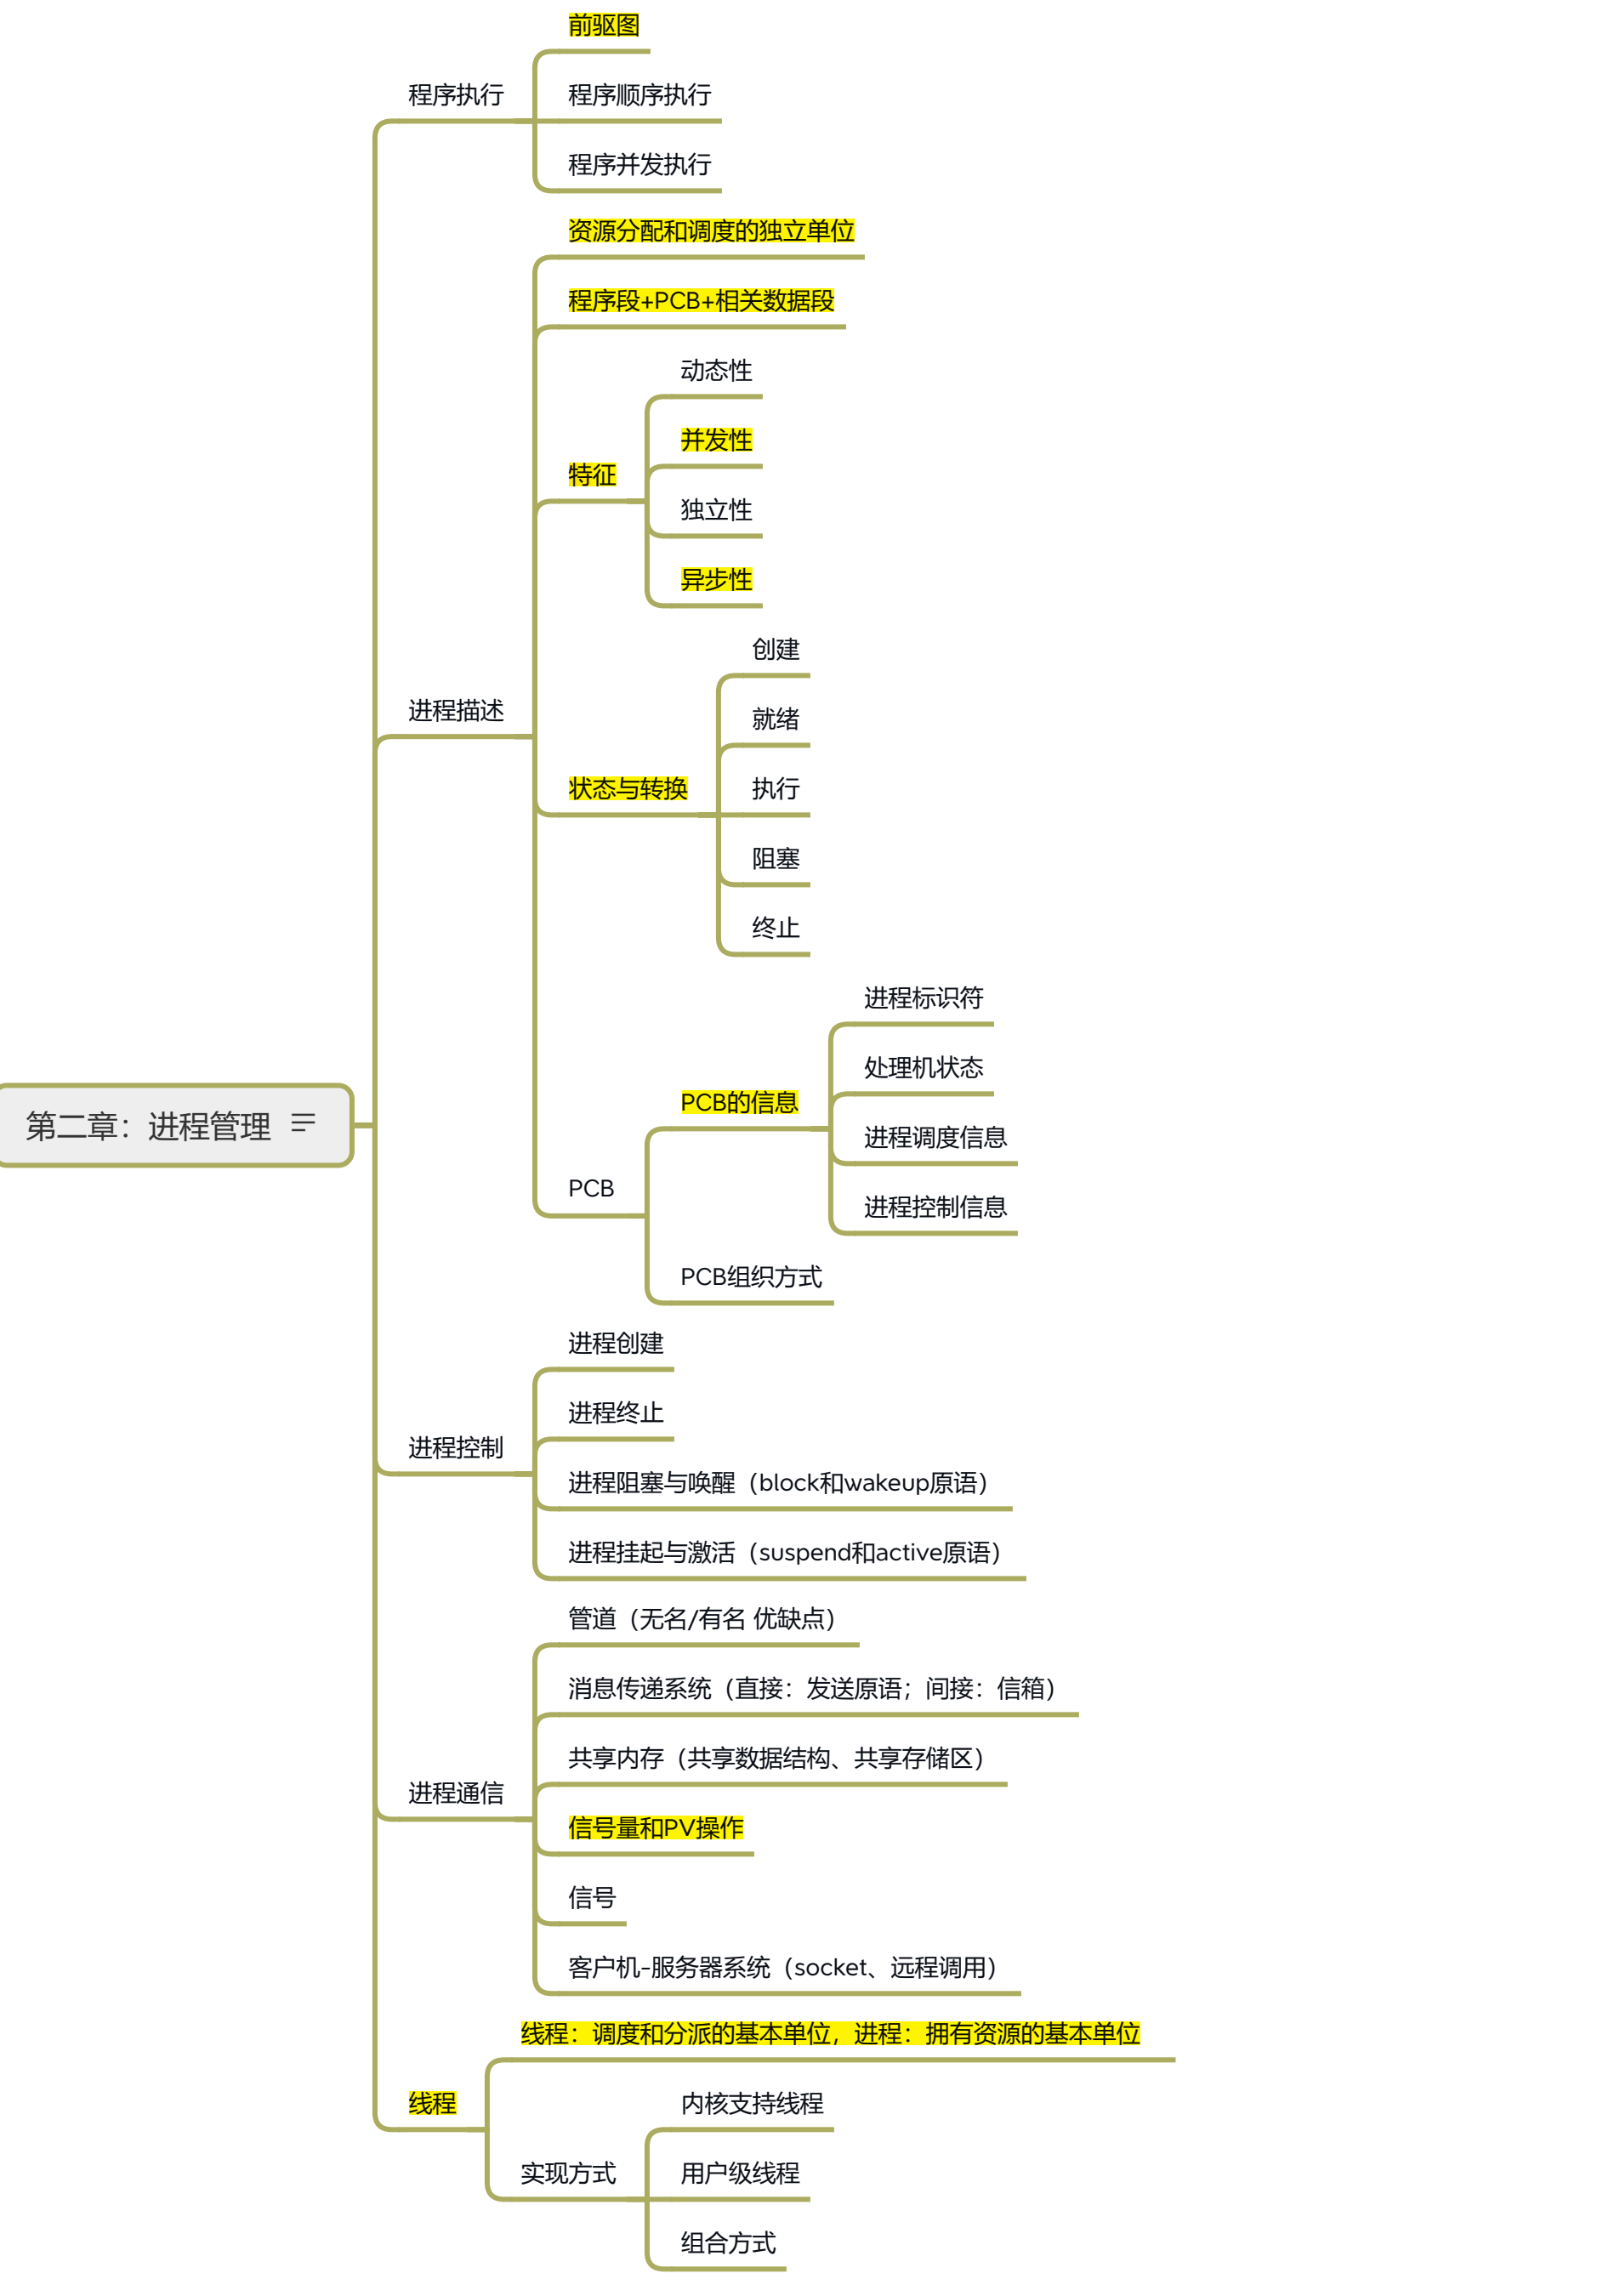 前驱图
程序执行
程序顺序执行
程序并发执行
资源分配和调度的独立单位
程序段+PCB+相关数据段
动态性
并发性
特征
独立性
异步性
创建
就绪
进程描述
状态与转换
执行
阻塞
终止
进程标识符
处理机状态
PCB的信息
进程调度信息
进程控制信息
PCB
PCB组织方式
第二章：进程管理
进程创建
进程终止
进程控制
进程阻塞与唤醒（block和wakeup原语）
进程挂起与激活（suspend和active原语）
管道（无名/有名 优缺点）
消息传递系统（直接：发送原语；间接：信箱）
共享内存（共享数据结构、共享存储区）
进程通信
信号量和PV操作
信号
客户机-服务器系统（socket、远程调用）
线程：调度和分派的基本单位，进程：拥有资源的基本单位
线程
内核支持线程
实现方式
用户级线程
组合方式